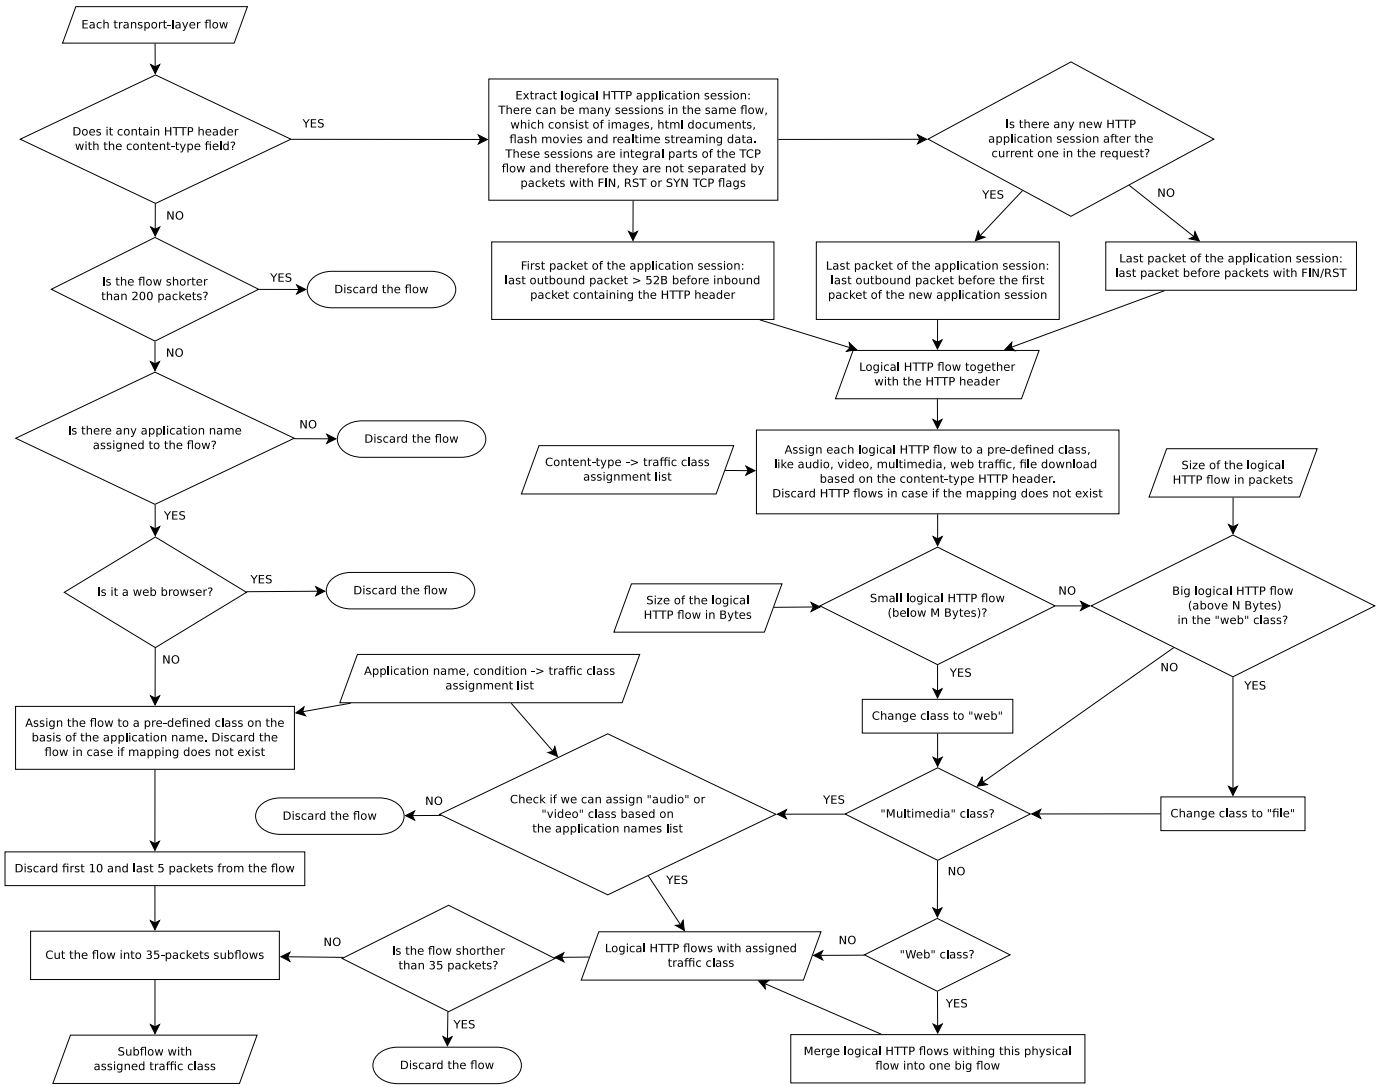 Each transport-layer flow
Does it contain HTTP header
with the content-type field?
YES
NO
Extract logical HTTP application session:
There can be many sessions in the same flow,
which consist of images, html documents,
flash movies and realtime streaming data.
These sessions are integral parts of the TCP
flow and therefore they are not separated by
packets with FIN, RST or SYN TCP flags
Is there any new HTTP
application session after the
current one in the request?
YES
NO
Is the flow shorter
than 200 packets?
YES
Discard the flow
NO
First packet of the application session:
last outbound packet > 52B before inbound
packet containing the HTTP header
Last packet of the application session:
last outbound packet before the first
packet of the new application session
Last packet of the application session:
last packet before packets with FIN/RST
Logical HTTP flow together
with the HTTP header
Is there any application name
assigned to the flow?
NO
Discard the flow
YES
Content-type -> traffic class
assignment list
Assign each logical HTTP flow to a pre-defined class,
like audio, video, multimedia, web traffic, file download
based on the content-type HTTP header.
Discard HTTP flows in case if the mapping does not exist
Size of the logical
HTTP flow in packets
Is it a web browser?
YES
Discard the flow
NO
Size of the logical
HTTP flow in Bytes
Small logical HTTP flow
(below M Bytes)?
NO
YES
Big logical HTTP flow
(above N Bytes)
in the "web" class?
NO
YES
Application name, condition -> traffic class
assignment list
Change class to "web"
Assign the flow to a pre-defined class on the
basis of the application name. Discard the
flow in case if mapping does not exist
Discard the flow
NO
Check if we can assign "audio" or
"video" class based on
the application names list
YES
YES
"Multimedia" class?
NO
Change class to "file"
Discard first 10 and last 5 packets from the flow
Cut the flow into 35-packets subflows
NO
Is the flow shorther
than 35 packets?
YES
Logical HTTP flows with assigned
traffic class
NO
"Web" class?
YES
Subflow with
assigned traffic class
Discard the flow
Merge logical HTTP flows withing this physical
flow into one big flow